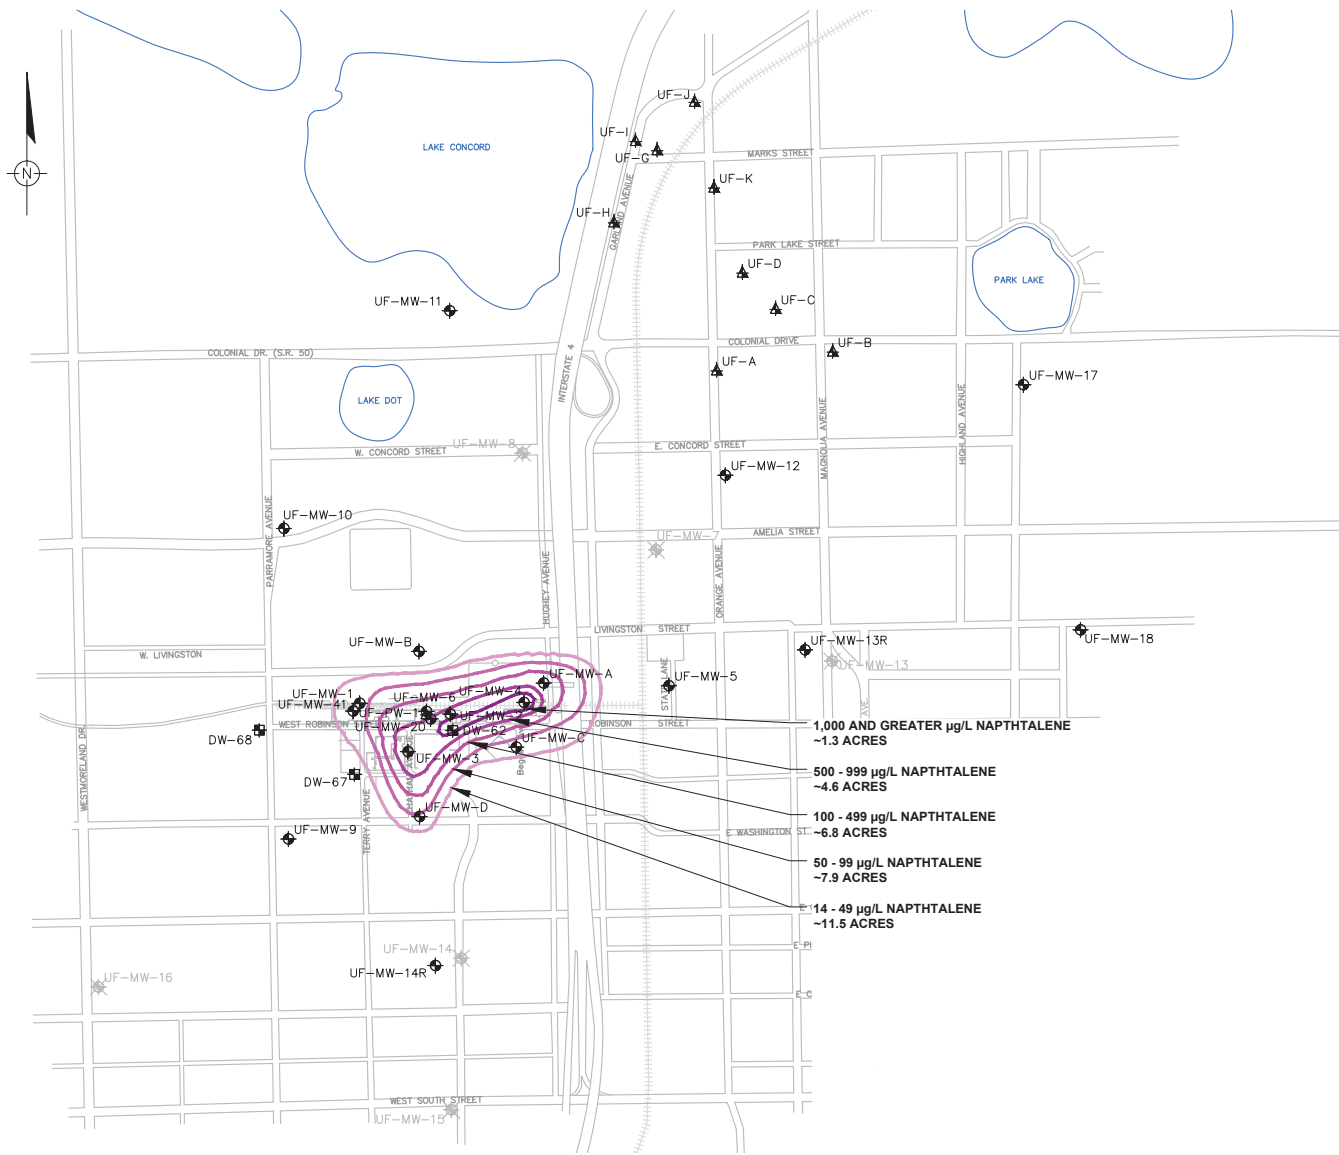 UF-J
UF-I
UF-G
MARKS STREET
LAKE CONCORD
N
UF-K
UF-H
GARLAND AVENUE
PARK LAKE STREET
UF-D
PARK LAKE
UF-MW-11
UF-C
COLONIAL DR. (S.R. 50)
COLONIAL DRIVE
UF-B
INTERSTATE 4
UF-A
UF-MW-17
LAKE DOT
HIGHLAND AVENUE
MAGNOLIA AVENUE
UF-MW-8
W. CONCORD STREET
E. CONCORD STREET
UF-MW-12
UF-MW-10
PARRAMORE AVENUE
AMELIA STREET
UF-MW-7
ORANGE AVENUE
HUGHEY AVENUE
LIVINGSTON STREET
UF-MW-18
UF-MW-B
W. LIVINGSTON
UF-MW-13R
UF-MW-13
UF-MW-A
UF-MW-5
STATE LANE
AVE.
UF-MW-1
UF-MW-6
UF-MW-4
UF-MW-41
UF-PW-1
UF-MW-2
WEST ROBINSON
ROBINSON STREET
UF-MW-20
DW-62
DW-68
UF-MW-C
UF-MW-3
WESTMORELAND DR.
DW-67
CHATHAM AVENUE
TERRY AVENUE
UF-MW-D
UF-MW-9
E WASHINGTON ST
1,000 AND GREATER µg/L NAPTHTALENE
~1.3 ACRES
500 - 999 µg/L NAPTHTALENE
~4.6 ACRES
100 - 499 µg/L NAPTHTALENE
~6.8 ACRES
50 - 99 µg/L NAPTHTALENE
~7.9 ACRES
14 - 49 µg/L NAPTHTALENE
~11.5 ACRES
E PI
E C
UF-MW-14
UF-MW-14R
UF-MW-16
WEST SOUTH STREET
UF-MW-15